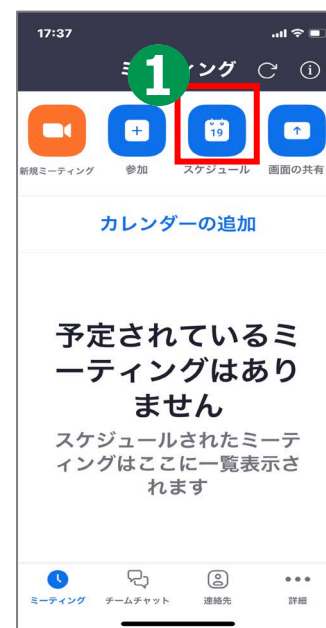 17:37
ミーティング
1
19
新規ミーティング
参加
スケジュール
画面の共有
カレンダーの追加
予定されているミ
ーティングはあり
ません
スケジュールされたミーテ
ィングはここに一覧表示さ
れます
ミーティング
チームチャット
連絡先
詳細